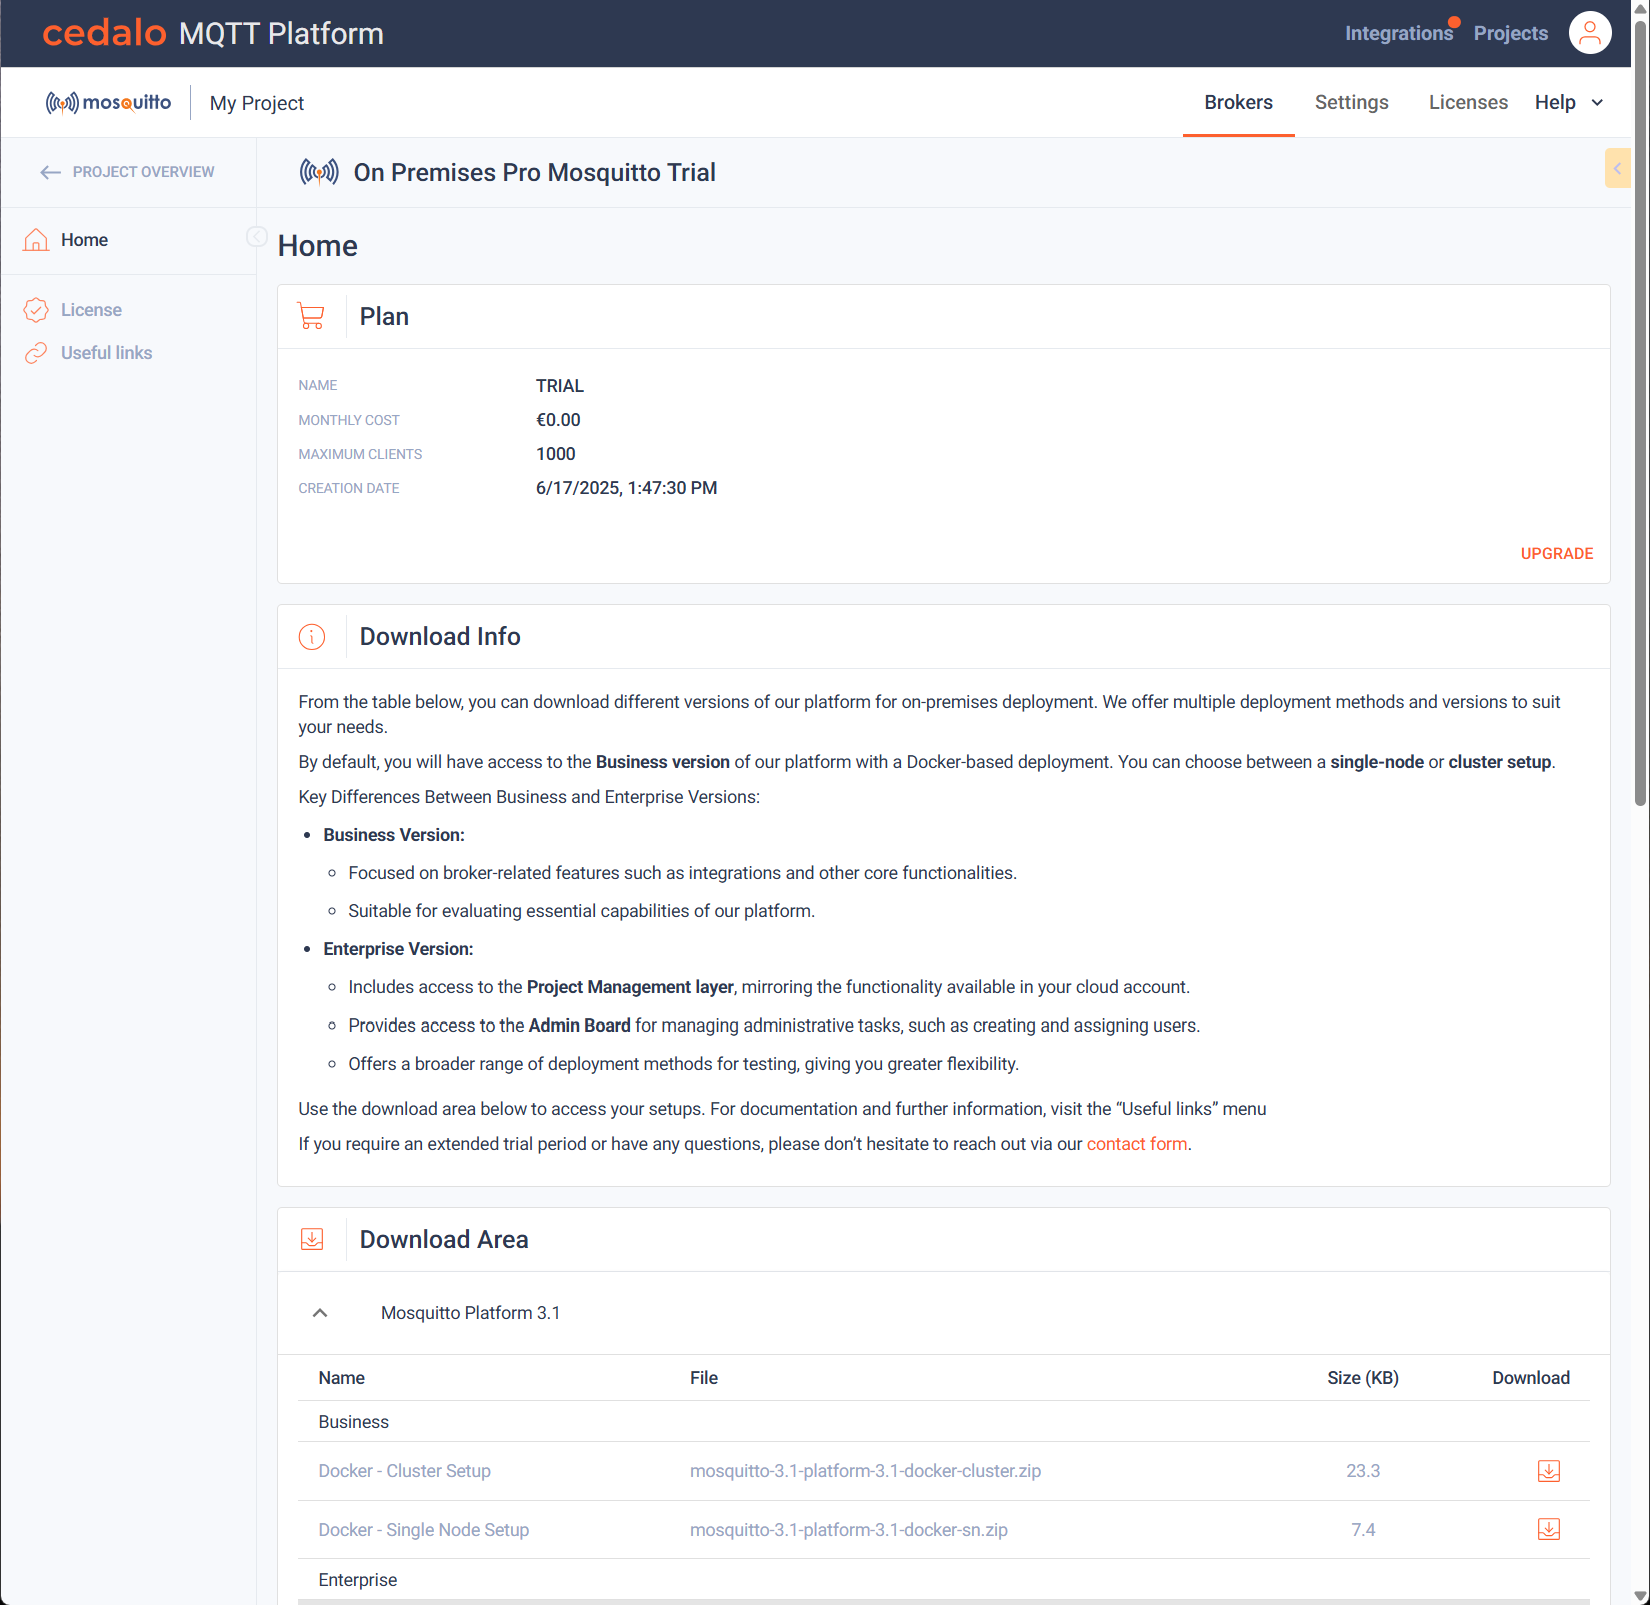 cedalo MQTT Platform
Integrations
Projects
mosquitto
My Project
Brokers
Settings
Licenses
Help
PROJECT OVERVIEW
On Premises Pro Mosquitto Trial
Home
License
Useful links
Home
Plan
NAME TRIAL
MONTHLY COST €0.00
MAXIMUM CLIENTS 1000
CREATION DATE 6/17/2025, 1:47:30 PM
UPGRADE
Download Info
From the table below, you can download different versions of our platform for on-premises deployment. We offer multiple deployment methods and versions to suit
your needs.
By default, you will have access to the Business version of our platform with a Docker-based deployment. You can choose between a single-node or cluster setup.
Key Differences Between Business and Enterprise Versions:
• Business Version:
◦ Focused on broker-related features such as integrations and other core functionalities.
◦ Suitable for evaluating essential capabilities of our platform.
• Enterprise Version:
◦ Includes access to the Project Management layer, mirroring the functionality available in your cloud account.
◦ Provides access to the Admin Board for managing administrative tasks, such as creating and assigning users.
◦ Offers a broader range of deployment methods for testing, giving you greater flexibility.
Use the download area below to access your setups. For documentation and further information, visit the “Useful links” menu
If you require an extended trial period or have any questions, please don’t hesitate to reach out via our contact form.
Download Area
Mosquitto Platform 3.1
Name File Size (KB) Download
Business
Docker - Cluster Setup mosquitto-3.1-platform-3.1-docker-cluster.zip 23.3
Docker - Single Node Setup mosquitto-3.1-platform-3.1-docker-sn.zip 7.4
Enterprise